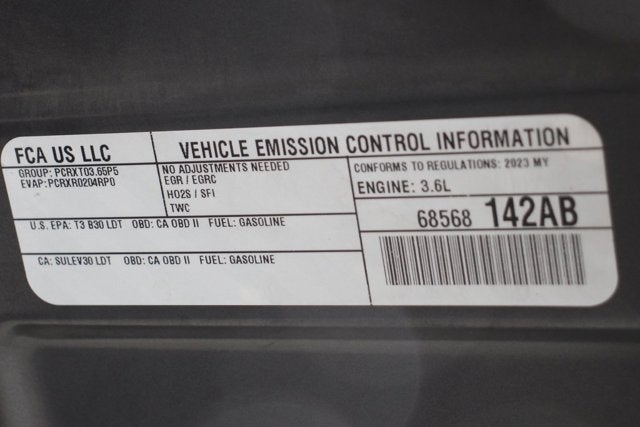 FCA US LLC
VEHICLE EMISSION CONTROL INFORMATION
GROUP: PCRXT03.65P5
EVAP: PCRXR0204RP0
NO ADJUSTMENTS NEEDED
EGR / EGRC
HO2S / SFI
TWC
CONFORMS TO REGULATIONS: 2023 MY
ENGINE: 3.6L
U.S. EPA: T3 B30 LDT OBD: CA OBD II FUEL: GASOLINE
68568 142AB
CA: SULEV30 LDT OBD: CA OBD II FUEL: GASOLINE